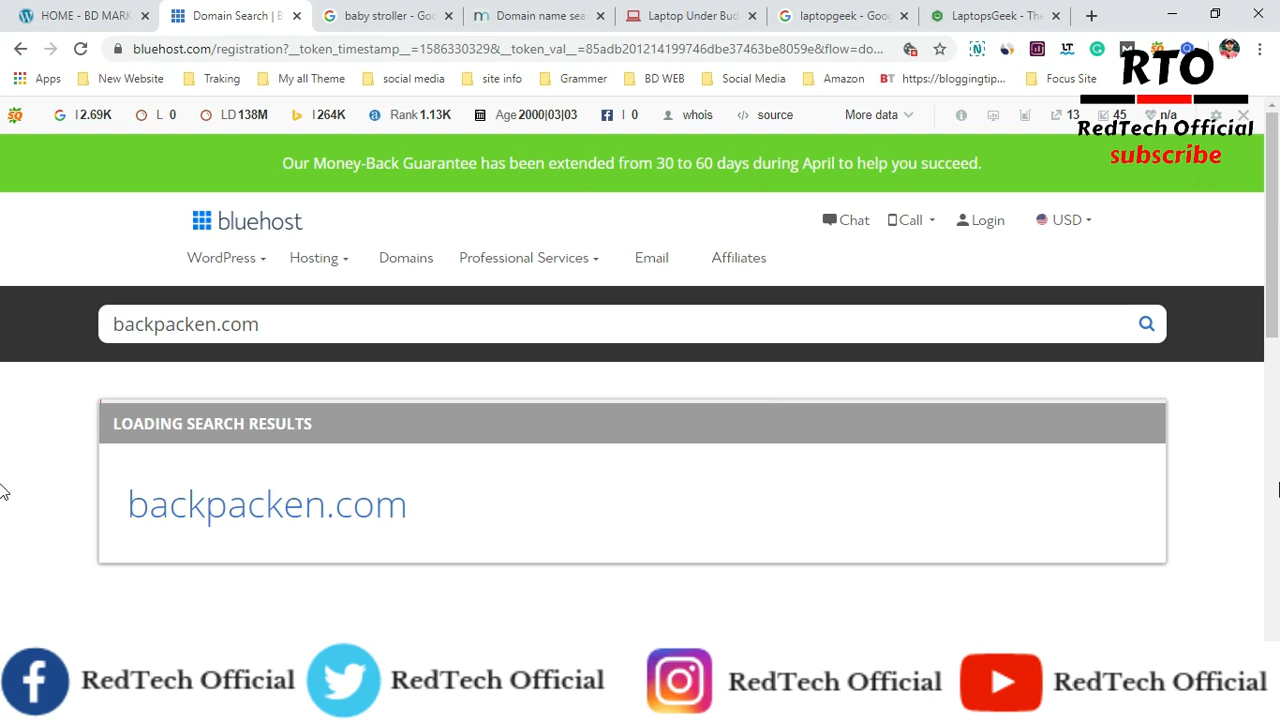 HOME - BD MARK
Domain Search | B
baby stroller - Goo
Domain name sea
Laptop Under Bud
laptopgeek - Goog
LaptopsGeek - The
bluehost.com/registration?__token_timestamp__=1586330329&__token_val__=85adb201214199746dbe37463be8059e&flow=do...
Apps
New Website
Traking
My all Theme
social media
site info
Grammer
BD WEB
Social Media
Amazon
BT https://bloggingtip...
Focus Site
RTO
I 2.69K
L 0
LD 138M
I 264K
Rank 1.13K
Age 2000|03|03
I 0
whois
source
More data
13
45
n/a
RedTech Official
subscribe
Our Money-Back Guarantee has been extended from 30 to 60 days during April to help you succeed.
bluehost
Chat
Call
Login
USD
WordPress
Hosting
Domains
Professional Services
Email
Affiliates
backpacken.com
LOADING SEARCH RESULTS
backpacken.com
RedTech Official
RedTech Official
RedTech Official
RedTech Official